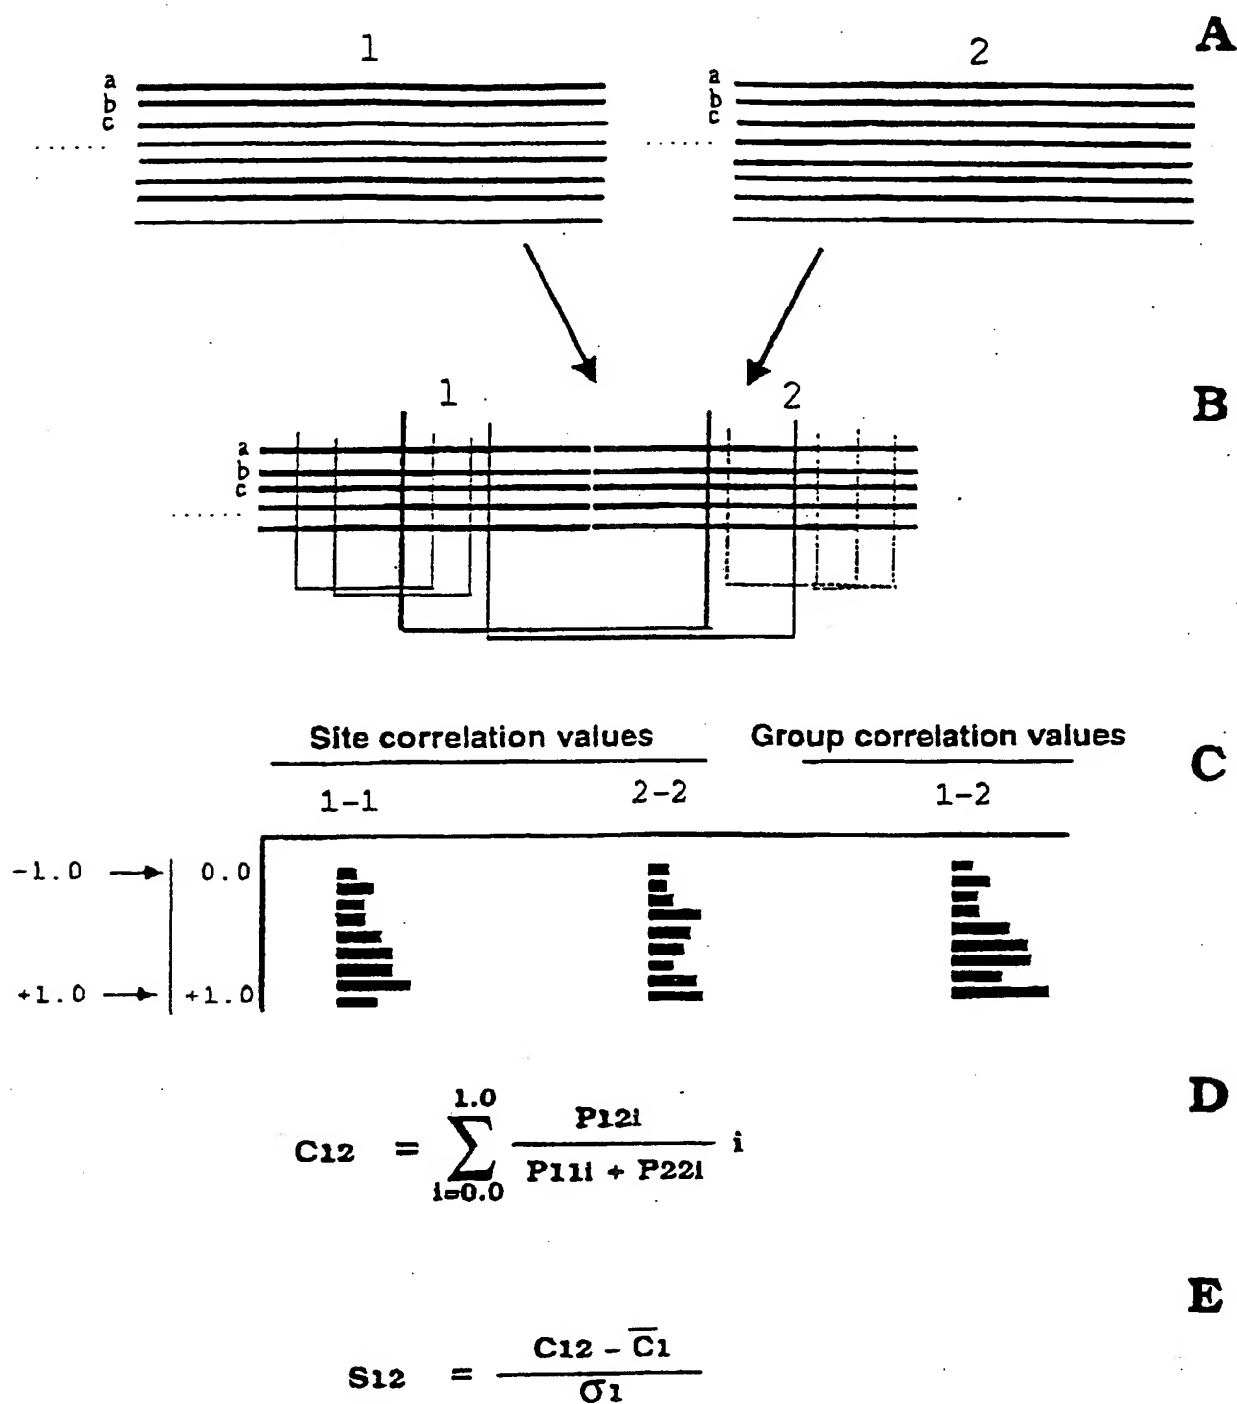 A
1
2
a
b
c
......
a
b
c
......
B
1
2
a
b
c
......
C
Site correlation values
Group correlation values
1-1
2-2
1-2
-1.0
0.0
+1.0
+1.0
D
C12 = 1.0 ∑ i=0.0 P12i / P11i + P22i i
E
S12 = C12 - C̅1 / σ1